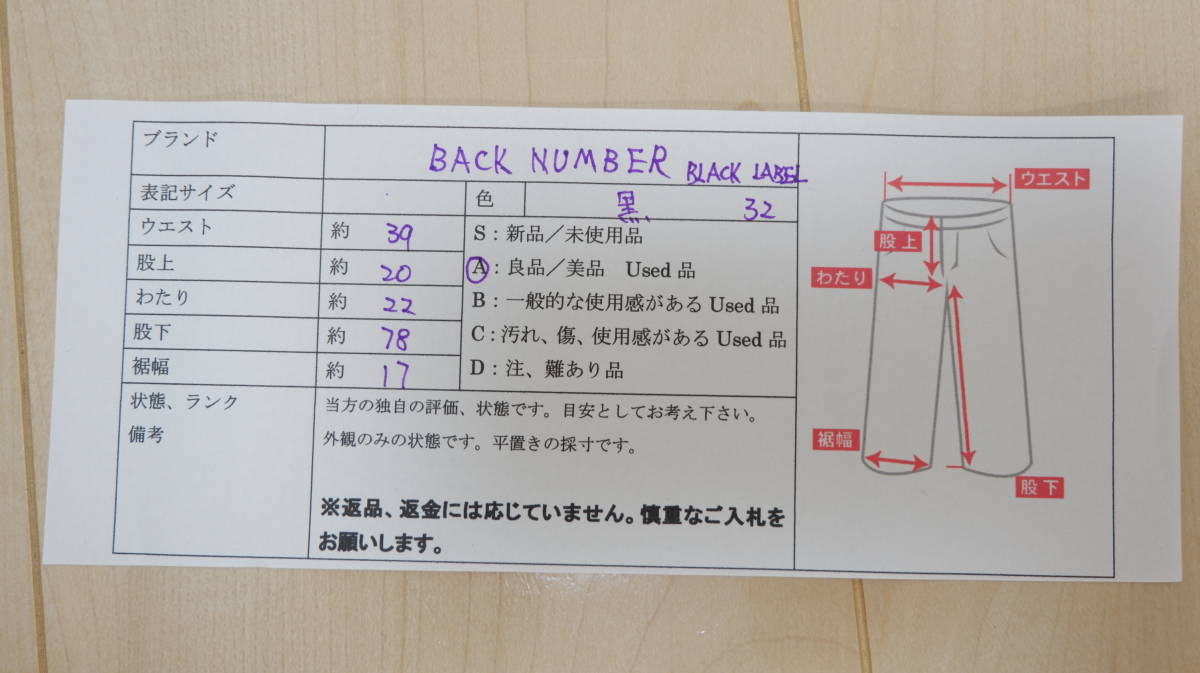 ブランド BACK NUMBER BLACK LABEL
表記サイズ 色 黒 32
ウエスト 約 39 S：新品／未使用品
股上 約 20 A：良品／美品 Used 品
わたり 約 22 B：一般的な使用感がある Used 品
股下 約 78 C：汚れ、傷、使用感がある Used 品
裾幅 約 17 D：注、難あり品
状態、ランク
備考
当方の独自の評価、状態です。目安としてお考え下さい。
外観のみの状態です。平置きの採寸です。
※返品、返金には応じていません。慎重なご入札を
お願いします。
ウエスト
股上
わたり
裾幅
股下